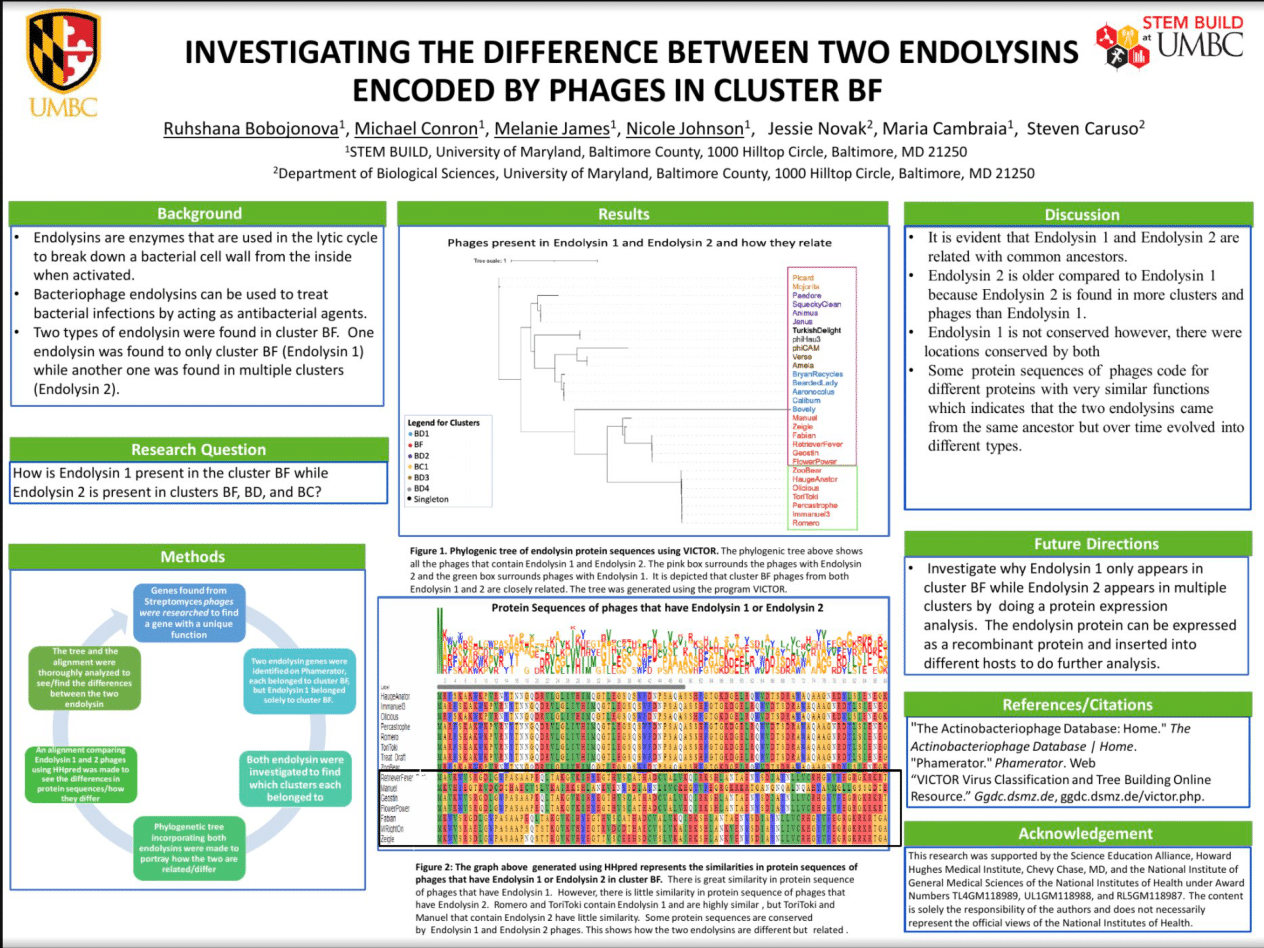 UMBC
STEM BUILD
at UMBC
INVESTIGATING THE DIFFERENCE BETWEEN TWO ENDOLYSINS
ENCODED BY PHAGES IN CLUSTER BF
Ruhshana Bobojonova¹, Michael Conron¹, Melanie James¹, Nicole Johnson¹, Jessie Novak², Maria Cambraia¹, Steven Caruso²
¹STEM BUILD, University of Maryland, Baltimore County, 1000 Hilltop Circle, Baltimore, MD 21250
²Department of Biological Sciences, University of Maryland, Baltimore County, 1000 Hilltop Circle, Baltimore, MD 21250
Background
• Endolysins are enzymes that are used in the lytic cycle
to break down a bacterial cell wall from the inside
when activated.
• Bacteriophage endolysins can be used to treat
bacterial infections by acting as antibacterial agents.
• Two types of endolysin were found in cluster BF. One
endolysin was found to only cluster BF (Endolysin 1)
while another one was found in multiple clusters
(Endolysin 2).
Research Question
How is Endolysin 1 present in the cluster BF while
Endolysin 2 is present in clusters BF, BD, and BC?
Methods
Genes found from
Streptomyces phages
were researched to find
a gene with a unique
function
Two endolysin genes were
identified on Phamerator,
each belonged to cluster BF,
but Endolysin 1 belonged
solely to cluster BF.
Both endolysin were
investigated to find
which clusters each
belonged to
Phylogenetic tree
incorporating both
endolysins were made to
portray how the two are
related/differ
An alignment comparing
Endolysin 1 and 2 phages
using HHpred was made to
see the differences in
protein sequences/how
they differ
The tree and the
alignment were
thoroughly analyzed to
see/find the differences
between the two
endolysin
Results
Phages present in Endolysin 1 and Endolysin 2 and how they relate
Tree scale: 1
Picard
Mojorita
Paedore
SqueakyClean
Animus
Jenus
TurkishDelight
phiHau3
phiCAM
Verse
Amela
BryanRecycles
BeardedLady
Aaronocolus
Caliburn
Bovely
Manuel
Zeigle
Fabian
RetrieverFever
Geostin
FlowerPower
ZooBear
HaugeAnator
Olicious
ToriToki
Percastrophe
Immanuel3
Romero
Legend for Clusters
BD1
BF
BD2
BC1
BD3
BD4
Singleton
Figure 1. Phylogenic tree of endolysin protein sequences using VICTOR. The phylogenic tree above shows
all the phages that contain Endolysin 1 and Endolysin 2. The pink box surrounds the phages with Endolysin
2 and the green box surrounds phages with Endolysin 1. It is depicted that cluster BF phages from both
Endolysin 1 and 2 are closely related. The tree was generated using the program VICTOR.
Protein Sequences of phages that have Endolysin 1 or Endolysin 2
HaugeAnator
Immanuel3
Olicious
Percastrophe
Romero
ToriToki
Treat Draft
ZooBear
RetrieverFever
Manuel
Geostin
FlowerPower
Fabian
WRightOn
Zeigle
Figure 2: The graph above generated using HHpred represents the similarities in protein sequences of
phages that have Endolysin 1 or Endolysin 2 in cluster BF. There is great similarity in protein sequence
of phages that have Endolysin 1. However, there is little similarity in protein sequence of phages that
have Endolysin 2. Romero and ToriToki contain Endolysin 1 and are highly similar , but ToriToki and
Manuel that contain Endolysin 2 have little similarity. Some protein sequences are conserved
by Endolysin 1 and Endolysin 2 phages. This shows how the two endolysins are different but related .
Discussion
• It is evident that Endolysin 1 and Endolysin 2 are
related with common ancestors.
• Endolysin 2 is older compared to Endolysin 1
because Endolysin 2 is found in more clusters and
phages than Endolysin 1.
• Endolysin 1 is not conserved however, there were
locations conserved by both
• Some protein sequences of phages code for
different proteins with very similar functions
which indicates that the two endolysins came
from the same ancestor but over time evolved into
different types.
Future Directions
• Investigate why Endolysin 1 only appears in
cluster BF while Endolysin 2 appears in multiple
clusters by doing a protein expression
analysis. The endolysin protein can be expressed
as a recombinant protein and inserted into
different hosts to do further analysis.
References/Citations
"The Actinobacteriophage Database: Home." The
Actinobacteriophage Database | Home.
"Phamerator." Phamerator. Web
“VICTOR Virus Classification and Tree Building Online
Resource.” Ggdc.dsmz.de, ggdc.dsmz.de/victor.php.
Acknowledgement
This research was supported by the Science Education Alliance, Howard
Hughes Medical Institute, Chevy Chase, MD, and the National Institute of
General Medical Sciences of the National Institutes of Health under Award
Numbers TL4GM118989, UL1GM118988, and RL5GM118987. The content
is solely the responsibility of the authors and does not necessarily
represent the official views of the National Institutes of Health.